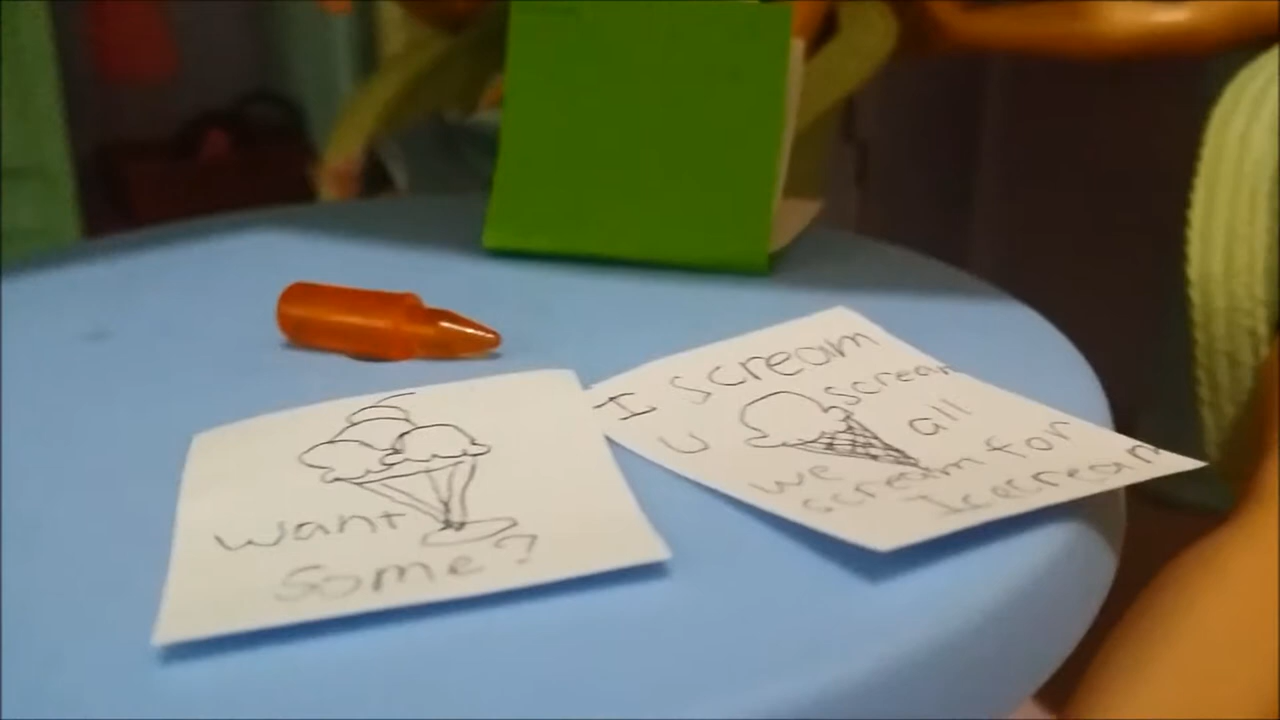 want
Some?
I scream
U scream
we all
scream for
Icecream